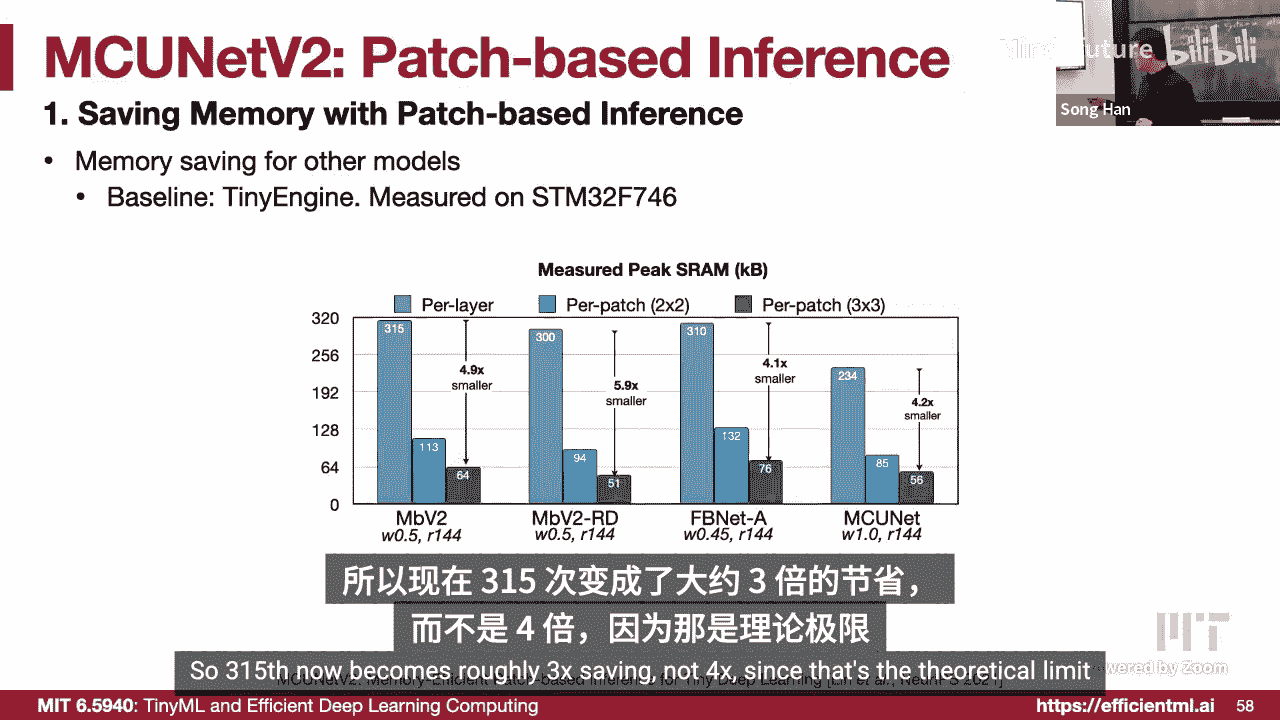 MCUNetV2: Patch-based Inference
bilibili
Song Han
1. Saving Memory with Patch-based Inference
• Memory saving for other models
• Baseline: TinyEngine. Measured on STM32F746
Measured Peak SRAM (kB)
Per-layer Per-patch (2x2) Per-patch (3x3)
320
256
192
128
64
0
315 113 64
4.9x
smaller
300 94 51
5.9x
smaller
310 132 76
4.1x
smaller
234 85 56
4.2x
smaller
MbV2 MbV2-RD FBNet-A MCUNet
w0.5, r144 w0.5, r144 w0.45, r144 w1.0, r144
所以现在 315 次变成了大约 3 倍的节省，
而不是 4 倍，因为那是理论极限
So 315th now becomes roughly 3x saving, not 4x, since that's the theoretical limit
MIT
Powered by Zoom
MIT 6.5940: TinyML and Efficient Deep Learning Computing
https://efficientml.ai
58